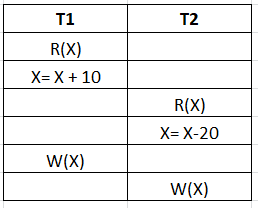 T1 T2
R(X)
X= X + 10
R(X)
X= X-20
W(X)
W(X)